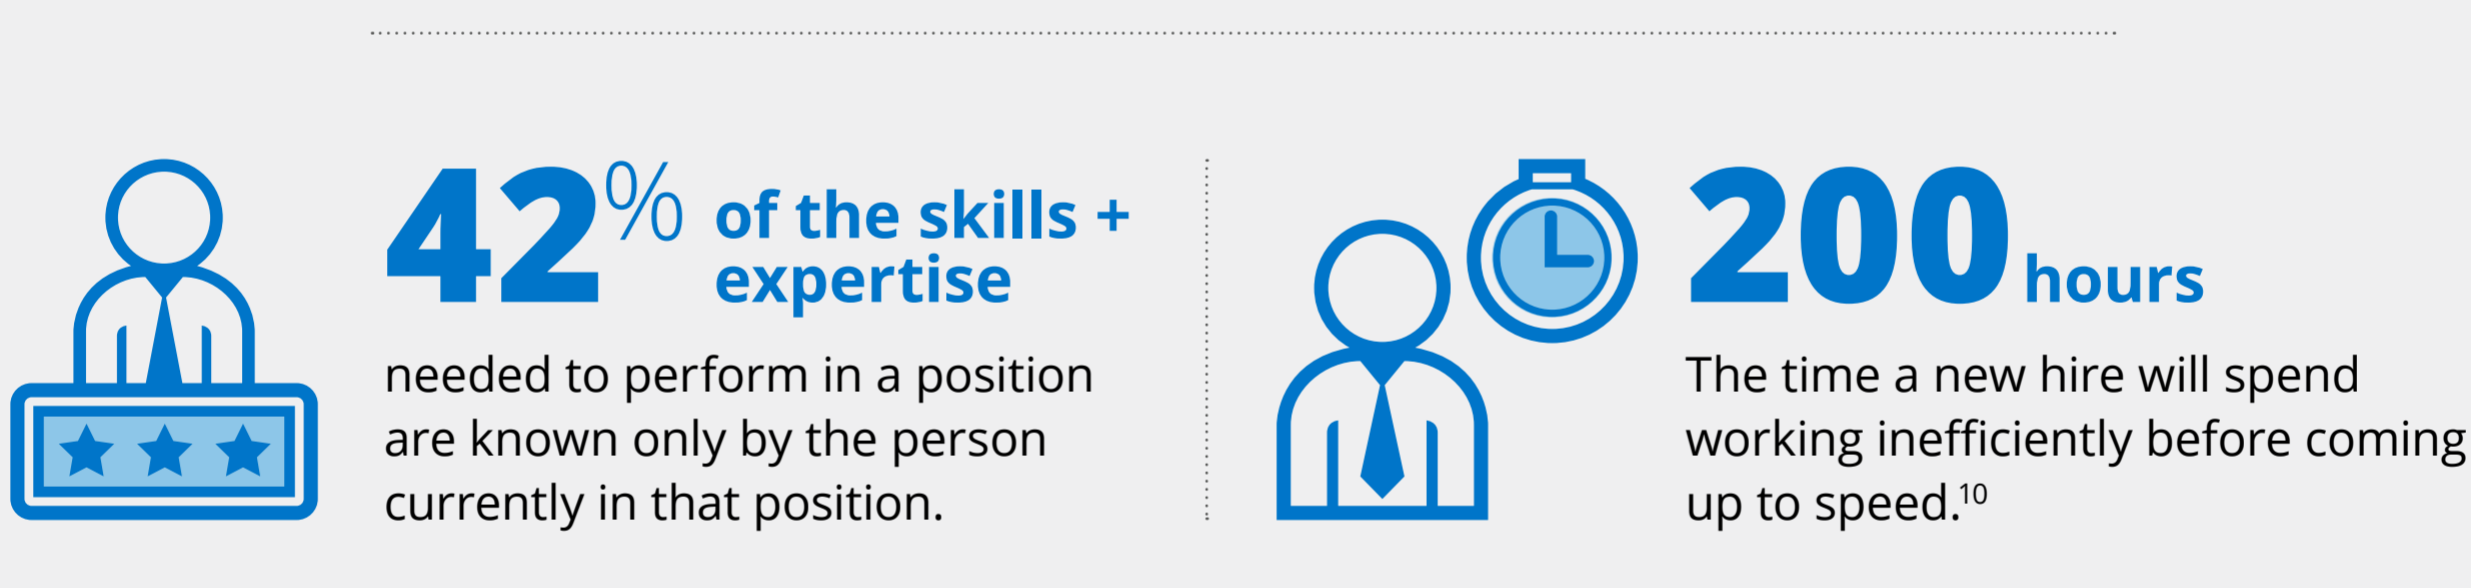 42% of the skills +
expertise
needed to perform in a position
are known only by the person
currently in that position.
200 hours
The time a new hire will spend
working inefficiently before coming
up to speed.10